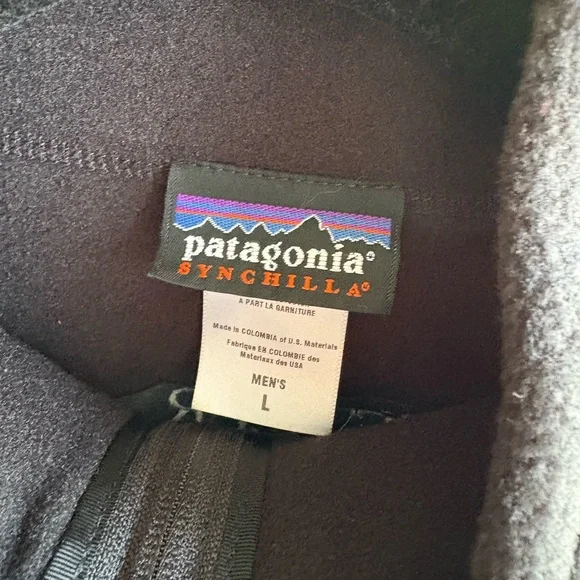 patagonia®
SYNCHILLA®
A PART LA GARNITURE
Made in COLOMBIA of U.S. Materials
Fabrique EN COLOMBIE des
Materiaux des USA
MEN'S
L